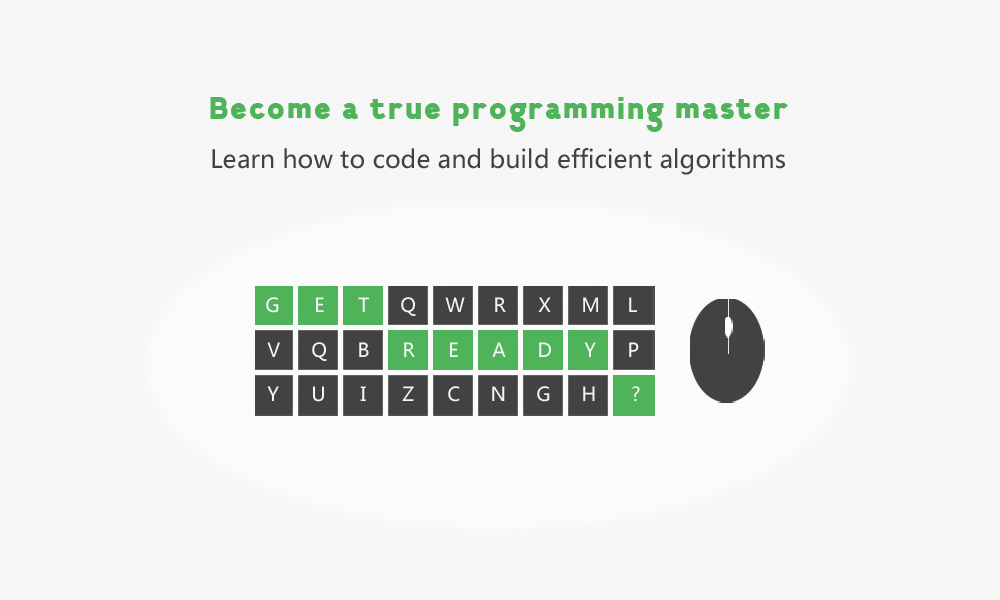 Become a true programming master
Learn how to code and build efficient algorithms
G E T Q W R X M L
V Q B R E A D Y P
Y U I Z C N G H ?